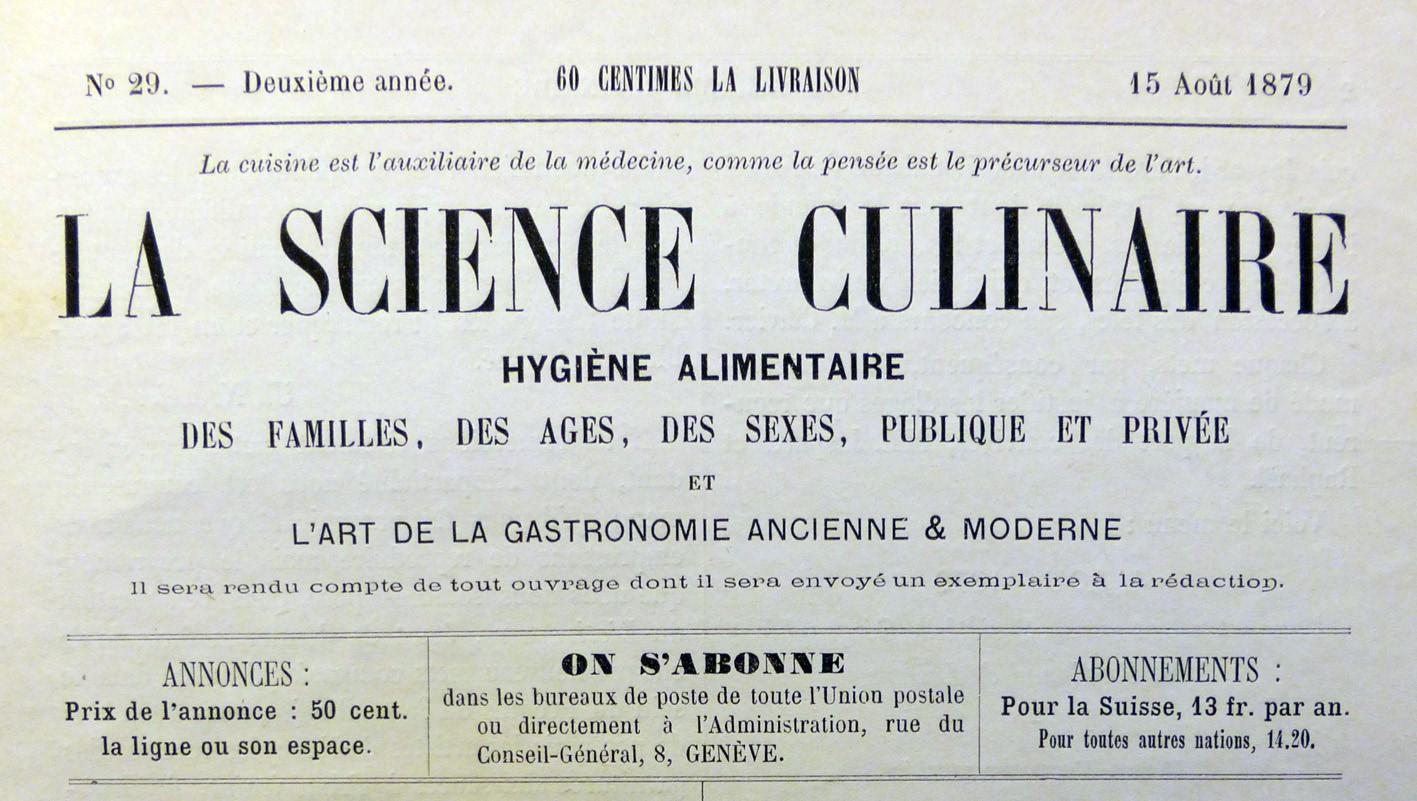 Nº 29. — Deuxième année. 60 CENTIMES LA LIVRAISON 15 Août 1879
La cuisine est l'auxiliaire de la médecine, comme la pensée est le précurseur de l'art.
LA SCIENCE CULINAIRE
HYGIÈNE ALIMENTAIRE
DES FAMILLES, DES AGES, DES SEXES, PUBLIQUE ET PRIVÉE
ET
L'ART DE LA GASTRONOMIE ANCIENNE & MODERNE
Il sera rendu compte de tout ouvrage dont il sera envoyé un exemplaire à la rédaction.
ANNONCES :
Prix de l'annonce : 50 cent.
la ligne ou son espace.
ON S'ABONNE
dans les bureaux de poste de toute l'Union postale
ou directement à l'Administration, rue du
Conseil-Général, 8, GENÈVE.
ABONNEMENTS :
Pour la Suisse, 13 fr. par an.
Pour toutes autres nations, 14.20.